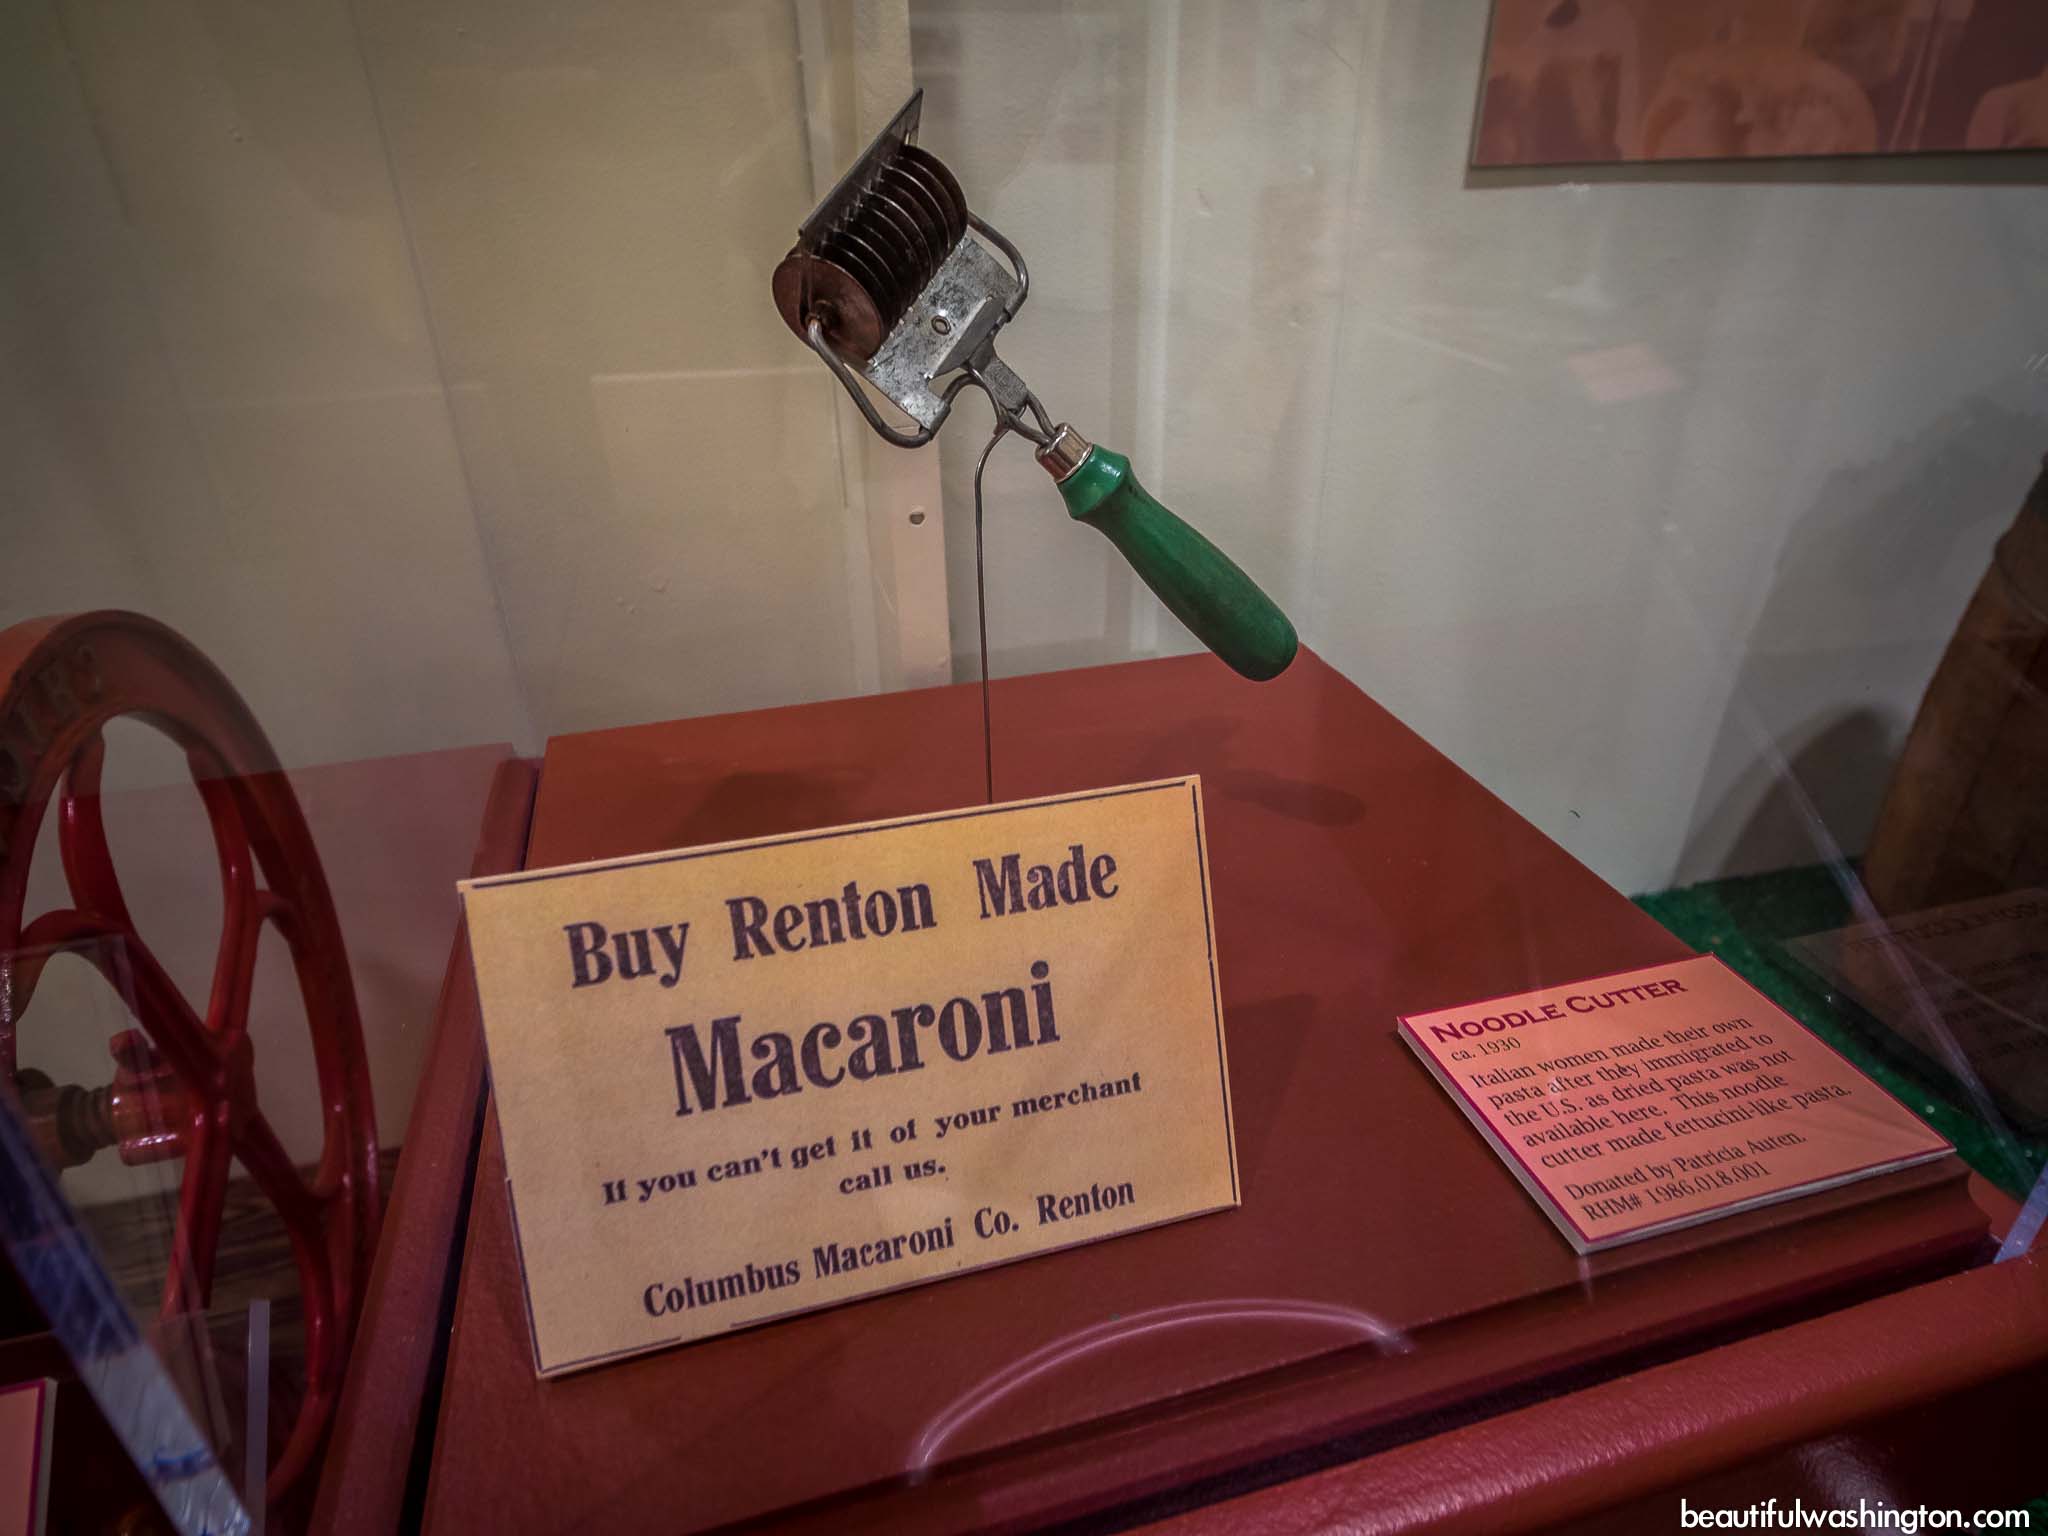 Buy Renton Made
Macaroni
If you can't get it of your merchant
call us.
Columbus Macaroni Co. Renton
NOODLE CUTTER
ca. 1930
Italian women made their own
pasta after they immigrated to
the U.S. as dried pasta was not
available here. This noodle
cutter made fettucini-like pasta.
Donated by Patricia Auten.
RHM# 1986.018.001
beautifulwashington.com